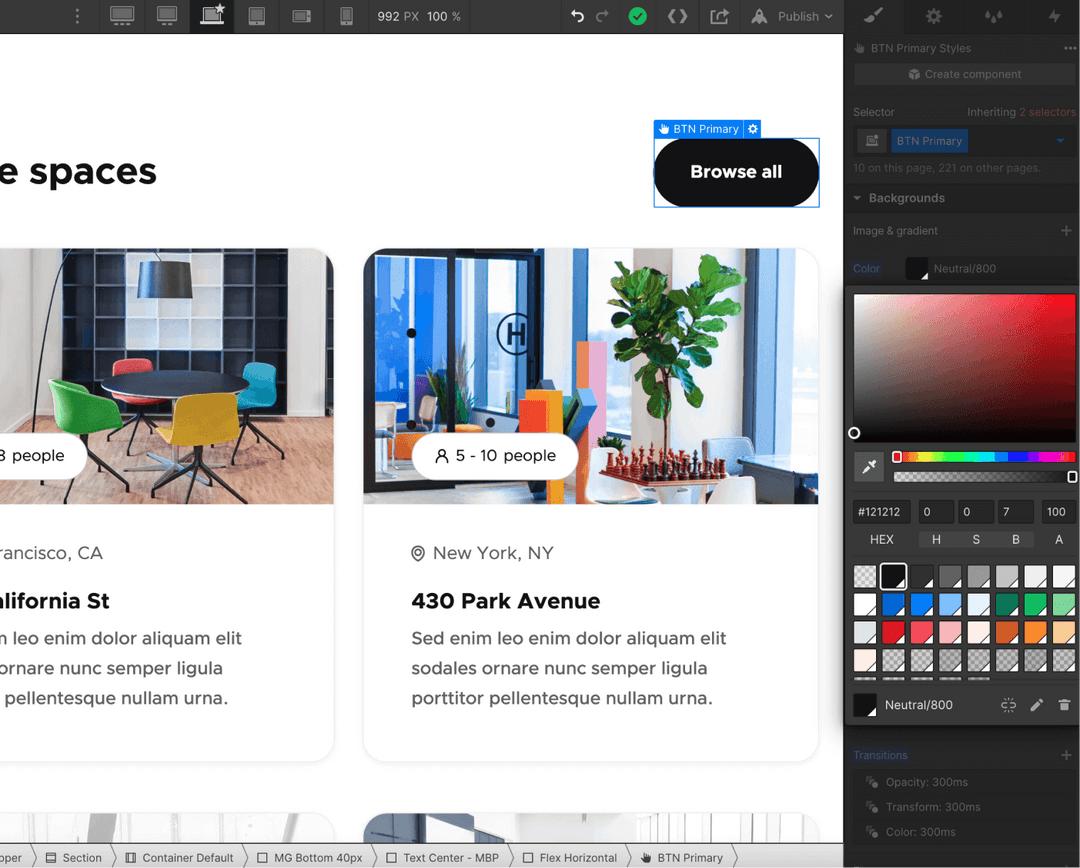 992 PX 100 %
Publish
BTN Primary Styles
Create component
Selector
Inheriting 2 selectors
BTN Primary
10 on this page, 221 on other pages.
Backgrounds
Image & gradient
Color
Neutral/800
BTN Primary
e spaces
Browse all
H
8 people
5 - 10 people
rancisco, CA
alifornia St
m leo enim dolor aliquam elit
ornare nunc semper ligula
pellentesque nullam urna.
New York, NY
430 Park Avenue
Sed enim leo enim dolor aliquam elit
sodales ornare nunc semper ligula
porttitor pellentesque nullam urna.
#121212 0 0 7 100
HEX H S B A
Neutral/800
Transitions
Opacity: 300ms
Transform: 300ms
Color: 300ms
pper Section Container Default MG Bottom 40px Text Center - MBP Flex Horizontal BTN Primary